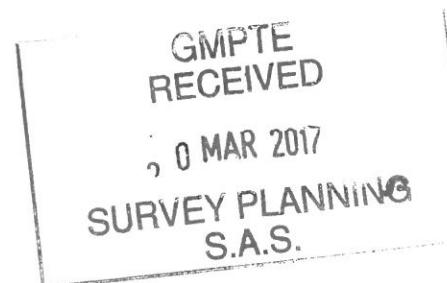 GMPTE
RECEIVED
0 MAR 2017
SURVEY PLANNING
S.A.S.